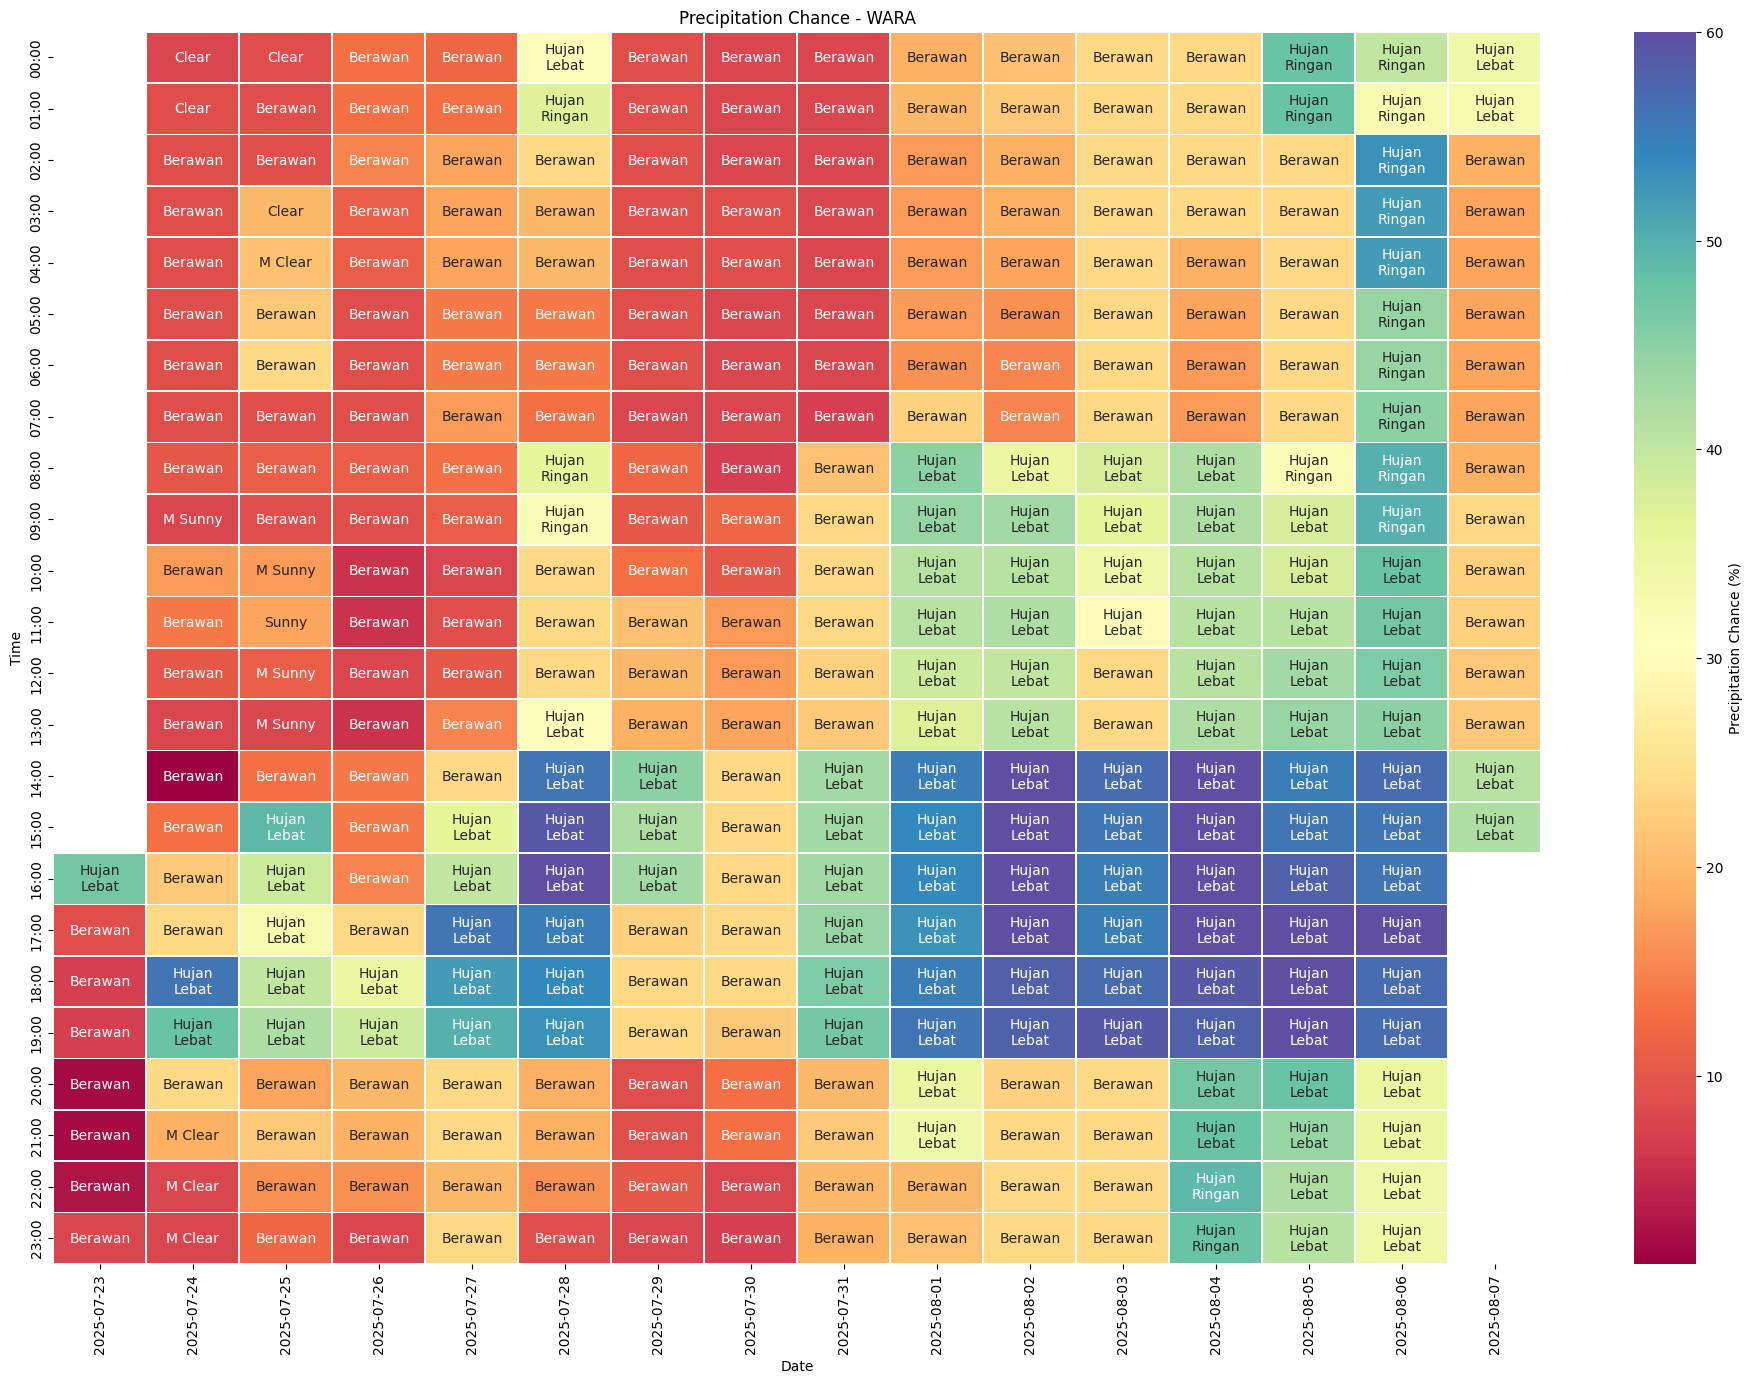 Precipitation Chance - WARA
00:00 Clear Clear Berawan Berawan Hujan Lebat Berawan Berawan Berawan Berawan Berawan Berawan Berawan Hujan Ringan Hujan Ringan Hujan Lebat
01:00 Clear Berawan Berawan Berawan Hujan Ringan Berawan Berawan Berawan Berawan Berawan Berawan Berawan Hujan Ringan Hujan Ringan Hujan Lebat
02:00 Berawan Berawan Berawan Berawan Berawan Berawan Berawan Berawan Berawan Berawan Berawan Berawan Berawan Hujan Ringan Berawan
03:00 Berawan Clear Berawan Berawan Berawan Berawan Berawan Berawan Berawan Berawan Berawan Berawan Berawan Hujan Ringan Berawan
04:00 Berawan M Clear Berawan Berawan Berawan Berawan Berawan Berawan Berawan Berawan Berawan Berawan Berawan Hujan Ringan Berawan
05:00 Berawan Berawan Berawan Berawan Berawan Berawan Berawan Berawan Berawan Berawan Berawan Berawan Berawan Hujan Ringan Berawan
06:00 Berawan Berawan Berawan Berawan Berawan Berawan Berawan Berawan Berawan Berawan Berawan Berawan Berawan Hujan Ringan Berawan
07:00 Berawan Berawan Berawan Berawan Berawan Berawan Berawan Berawan Berawan Berawan Berawan Berawan Berawan Hujan Ringan Berawan
08:00 Berawan Berawan Berawan Berawan Hujan Ringan Berawan Berawan Berawan Hujan Lebat Hujan Lebat Hujan Lebat Hujan Lebat Hujan Ringan Hujan Ringan Berawan
09:00 M Sunny Berawan Berawan Berawan Hujan Ringan Berawan Berawan Berawan Hujan Lebat Hujan Lebat Hujan Lebat Hujan Lebat Hujan Lebat Hujan Ringan Berawan
10:00 Berawan M Sunny Berawan Berawan Berawan Berawan Berawan Berawan Hujan Lebat Hujan Lebat Hujan Lebat Hujan Lebat Hujan Lebat Hujan Lebat Berawan
11:00 Berawan Sunny Berawan Berawan Berawan Berawan Berawan Berawan Hujan Lebat Hujan Lebat Hujan Lebat Hujan Lebat Hujan Lebat Hujan Lebat Berawan
12:00 Berawan M Sunny Berawan Berawan Berawan Berawan Berawan Berawan Hujan Lebat Hujan Lebat Berawan Hujan Lebat Hujan Lebat Hujan Lebat Berawan
13:00 Berawan M Sunny Berawan Berawan Hujan Lebat Berawan Berawan Berawan Hujan Lebat Hujan Lebat Berawan Hujan Lebat Hujan Lebat Hujan Lebat Berawan
14:00 Berawan Berawan Berawan Berawan Hujan Lebat Hujan Lebat Berawan Hujan Lebat Hujan Lebat Hujan Lebat Hujan Lebat Hujan Lebat Hujan Lebat Hujan Lebat Hujan Lebat
15:00 Berawan Hujan Lebat Berawan Hujan Lebat Hujan Lebat Hujan Lebat Berawan Hujan Lebat Hujan Lebat Hujan Lebat Hujan Lebat Hujan Lebat Hujan Lebat Hujan Lebat Hujan Lebat
16:00 Hujan Lebat Berawan Hujan Lebat Berawan Hujan Lebat Hujan Lebat Hujan Lebat Berawan Hujan Lebat Hujan Lebat Hujan Lebat Hujan Lebat Hujan Lebat Hujan Lebat Hujan Lebat
17:00 Berawan Berawan Hujan Lebat Berawan Hujan Lebat Hujan Lebat Berawan Berawan Hujan Lebat Hujan Lebat Hujan Lebat Hujan Lebat Hujan Lebat Hujan Lebat Hujan Lebat
18:00 Berawan Hujan Lebat Hujan Lebat Hujan Lebat Hujan Lebat Hujan Lebat Berawan Berawan Hujan Lebat Hujan Lebat Hujan Lebat Hujan Lebat Hujan Lebat Hujan Lebat Hujan Lebat
19:00 Berawan Hujan Lebat Hujan Lebat Hujan Lebat Hujan Lebat Hujan Lebat Berawan Berawan Hujan Lebat Hujan Lebat Hujan Lebat Hujan Lebat Hujan Lebat Hujan Lebat Hujan Lebat
20:00 Berawan Berawan Berawan Berawan Berawan Berawan Berawan Berawan Berawan Hujan Lebat Berawan Berawan Hujan Lebat Hujan Lebat Hujan Lebat
21:00 Berawan M Clear Berawan Berawan Berawan Berawan Berawan Berawan Berawan Hujan Lebat Berawan Berawan Hujan Lebat Hujan Lebat Hujan Lebat
22:00 Berawan M Clear Berawan Berawan Berawan Berawan Berawan Berawan Berawan Berawan Berawan Berawan Hujan Ringan Hujan Lebat Hujan Lebat
23:00 Berawan M Clear Berawan Berawan Berawan Berawan Berawan Berawan Berawan Berawan Berawan Berawan Hujan Ringan Hujan Lebat Hujan Lebat
Time
2025-07-23
2025-07-24
2025-07-25
2025-07-26
2025-07-27
2025-07-28
2025-07-29
2025-07-30
2025-07-31
2025-08-01
2025-08-02
2025-08-03
2025-08-04
2025-08-05
2025-08-06
2025-08-07
Date
60
50
40
30
20
10
Precipitation Chance (%)